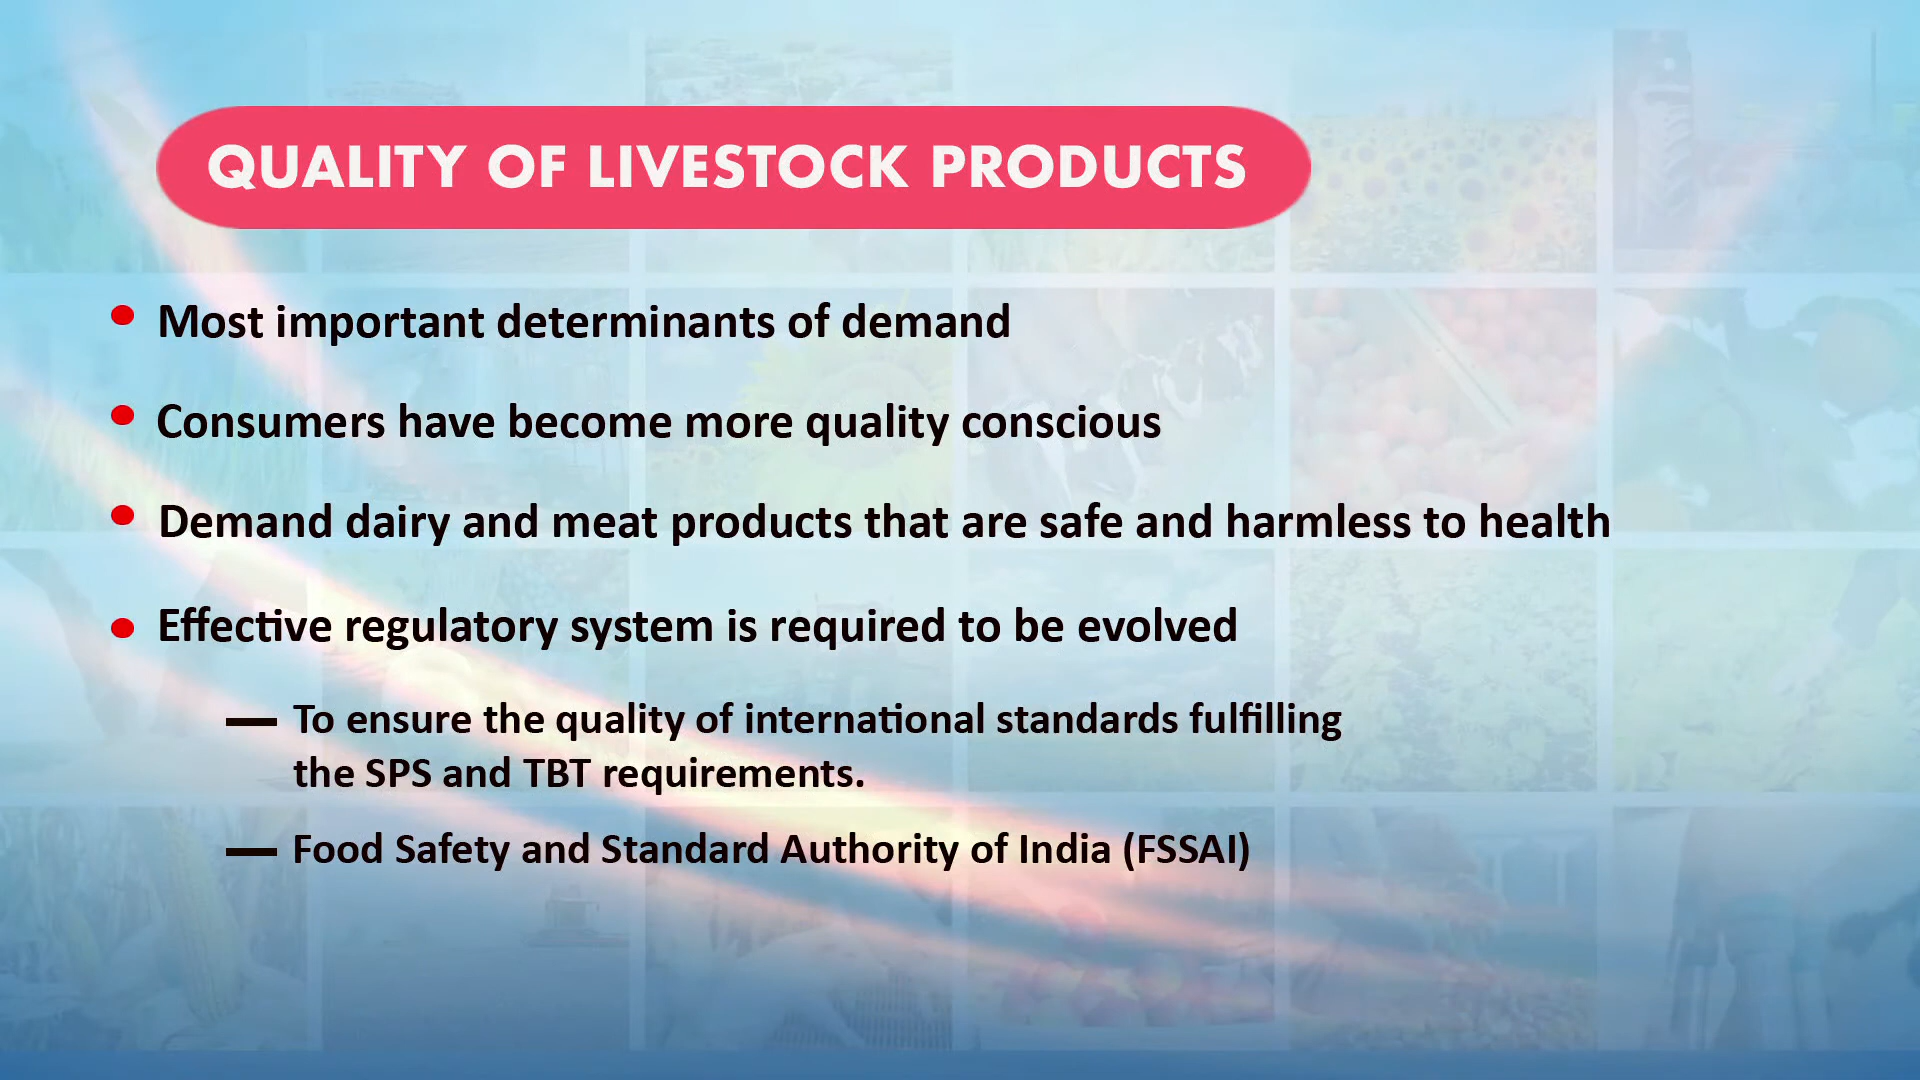 QUALITY OF LIVESTOCK PRODUCTS
• Most important determinants of demand
• Consumers have become more quality conscious
• Demand dairy and meat products that are safe and harmless to health
• Effective regulatory system is required to be evolved
— To ensure the quality of international standards fulfilling
the SPS and TBT requirements.
— Food Safety and Standard Authority of India (FSSAI)